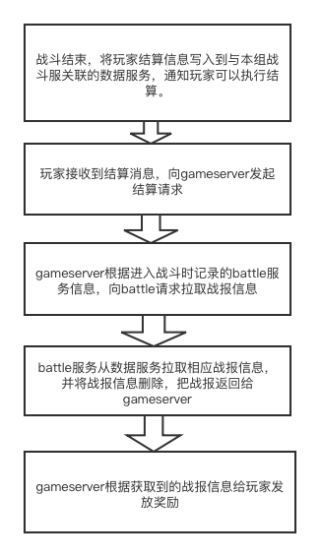 战斗结束，将玩家结算信息写入到与本组战
斗服关联的数据服务，通知玩家可以执行结
算。
玩家接收到结算消息，向gameserver发起
结算请求
gameserver根据进入战斗时记录的battle服
务信息，向battle请求拉取战报信息
battle服务从数据服务拉取相应战报信息，
并将战报信息删除，把战报返回给
gameserver
gameserver根据获取到的战报信息给玩家发
放奖励